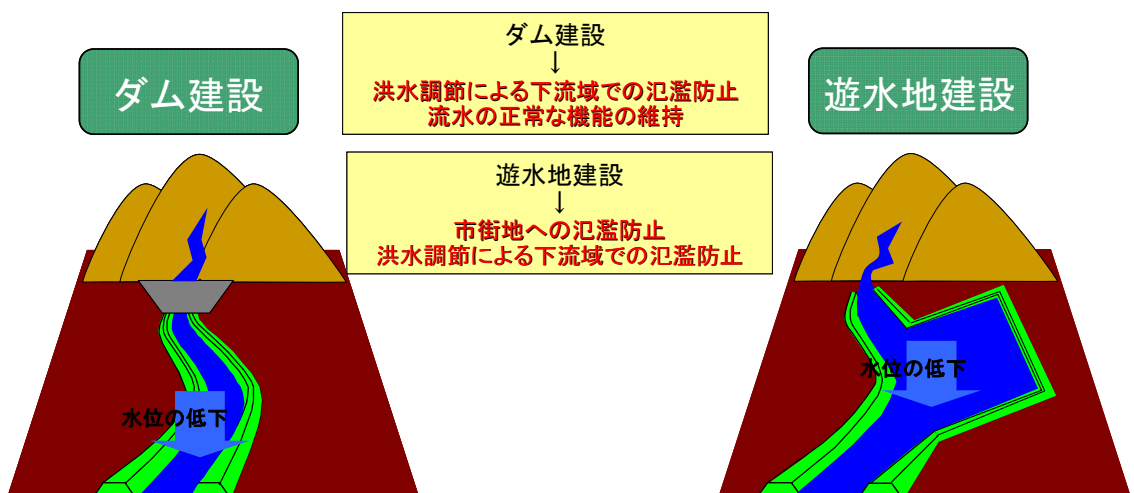 ダム建設
ダム建設
↓
洪水調節による下流域での氾濫防止
流水の正常な機能の維持
遊水地建設
遊水地建設
↓
市街地への氾濫防止
洪水調節による下流域での氾濫防止
水位の低下
水位の低下